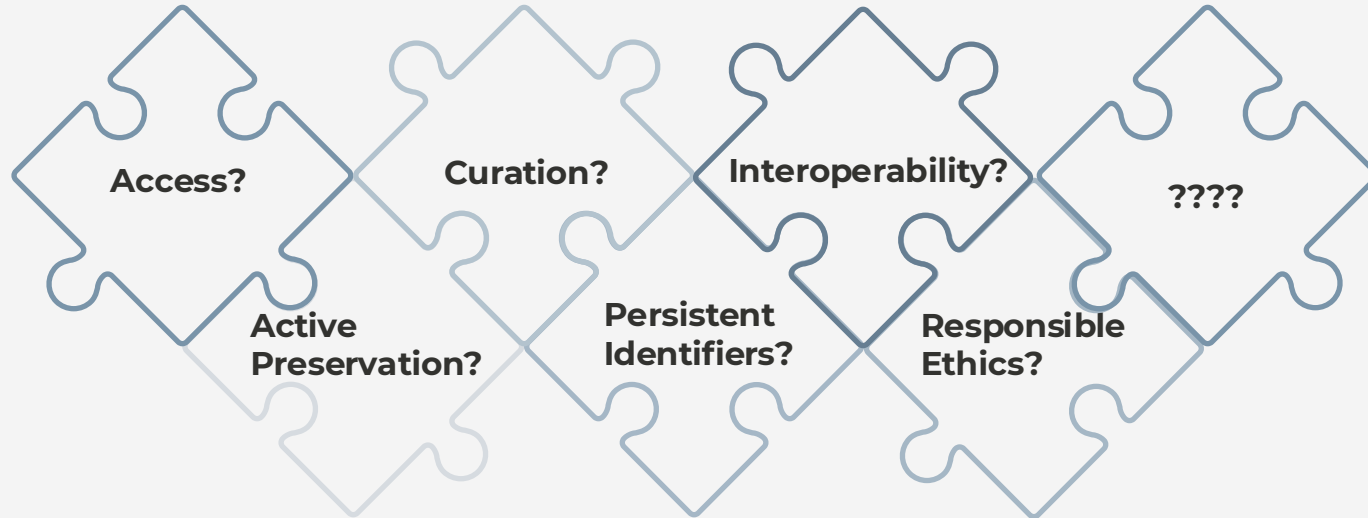 Access?
Curation?
Interoperability?
????
Active
Preservation?
Persistent
Identifiers?
Responsible
Ethics?